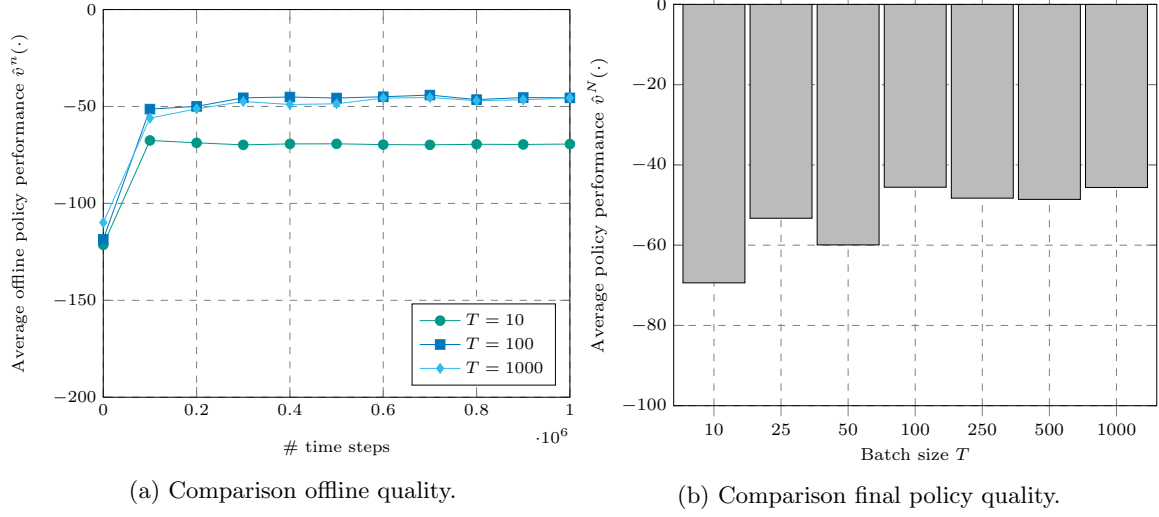 0
−50
−100
−150
−200
0
0.2
0.4
0.6
0.8
1
·10⁶
# time steps
Average offline policy performance v̂ⁿ(·)
T = 10
T = 100
T = 1000
(a) Comparison offline quality.
0
−20
−40
−60
−80
−100
10
25
50
100
250
500
1000
Batch size T
Average policy performance v̂ᴺ(·)
(b) Comparison final policy quality.